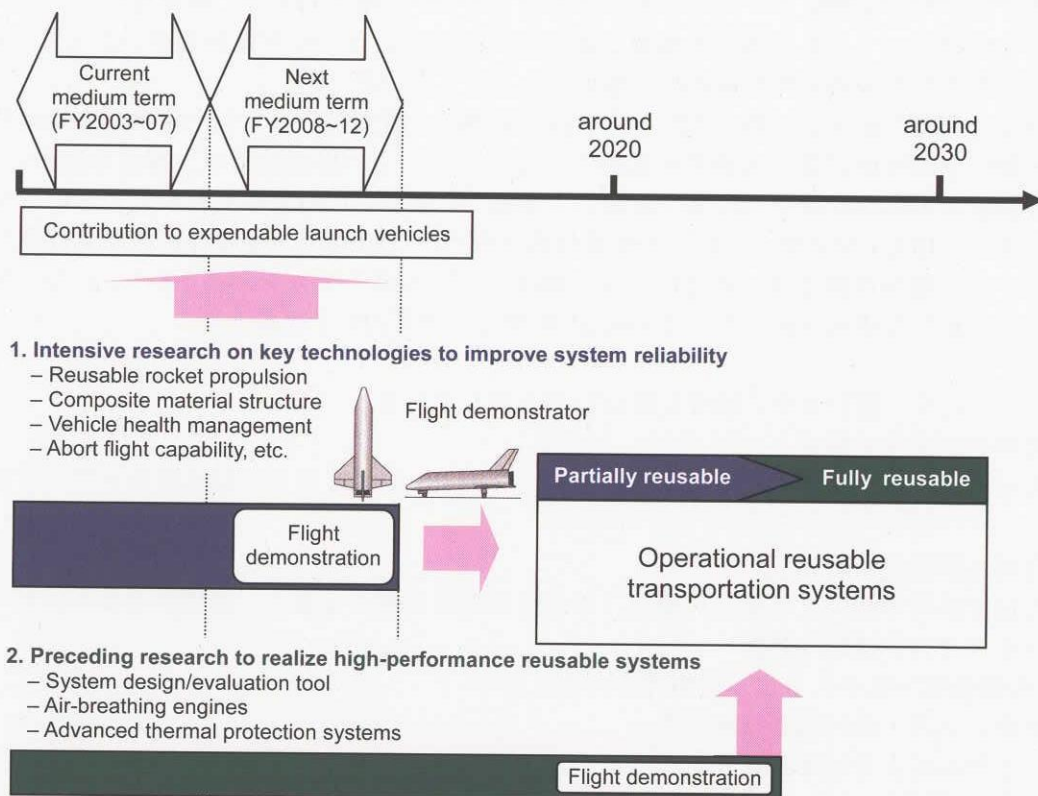 Current
medium term
(FY2003~07)
Next
medium term
(FY2008~12)
around
2020
around
2030
Contribution to expendable launch vehicles
1. Intensive research on key technologies to improve system reliability
– Reusable rocket propulsion
– Composite material structure
– Vehicle health management
– Abort flight capability, etc.
Flight demonstrator
Partially reusable
Fully reusable
Flight
demonstration
Operational reusable
transportation systems
2. Preceding research to realize high-performance reusable systems
– System design/evaluation tool
– Air-breathing engines
– Advanced thermal protection systems
Flight demonstration